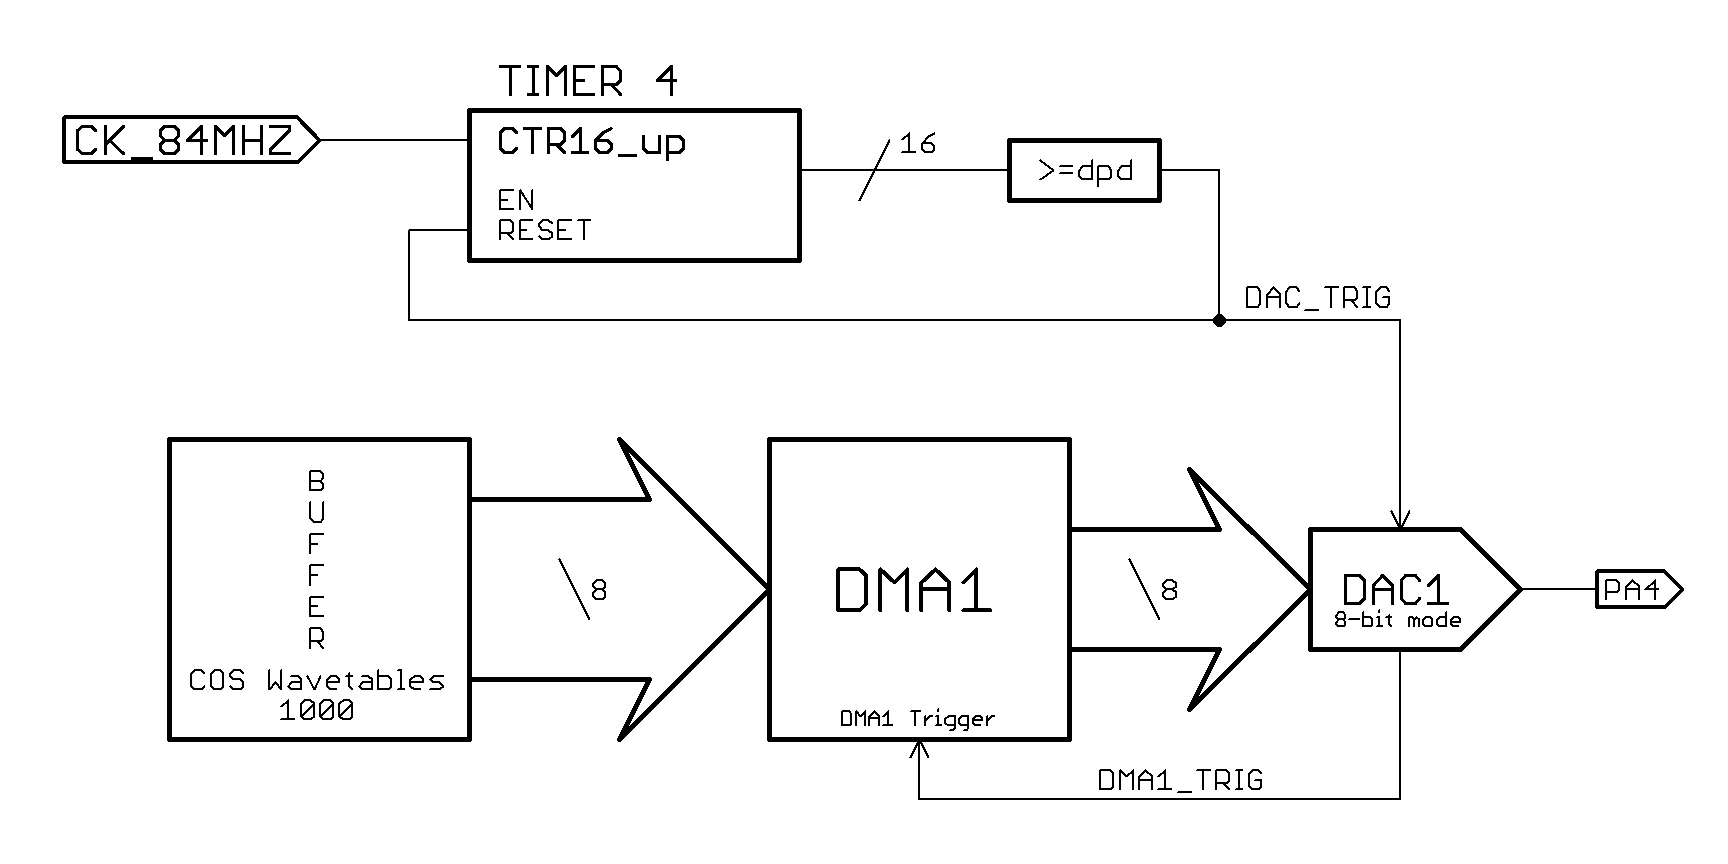 TIMER 4
CK_84MHZ
CTR16_up
EN
RESET
16
>=dpd
DAC_TRIG
BUFFER
COS Wavetables
1000
8
DMA1
DMA1 Trigger
8
DAC1
8-bit mode
PA4
DMA1_TRIG